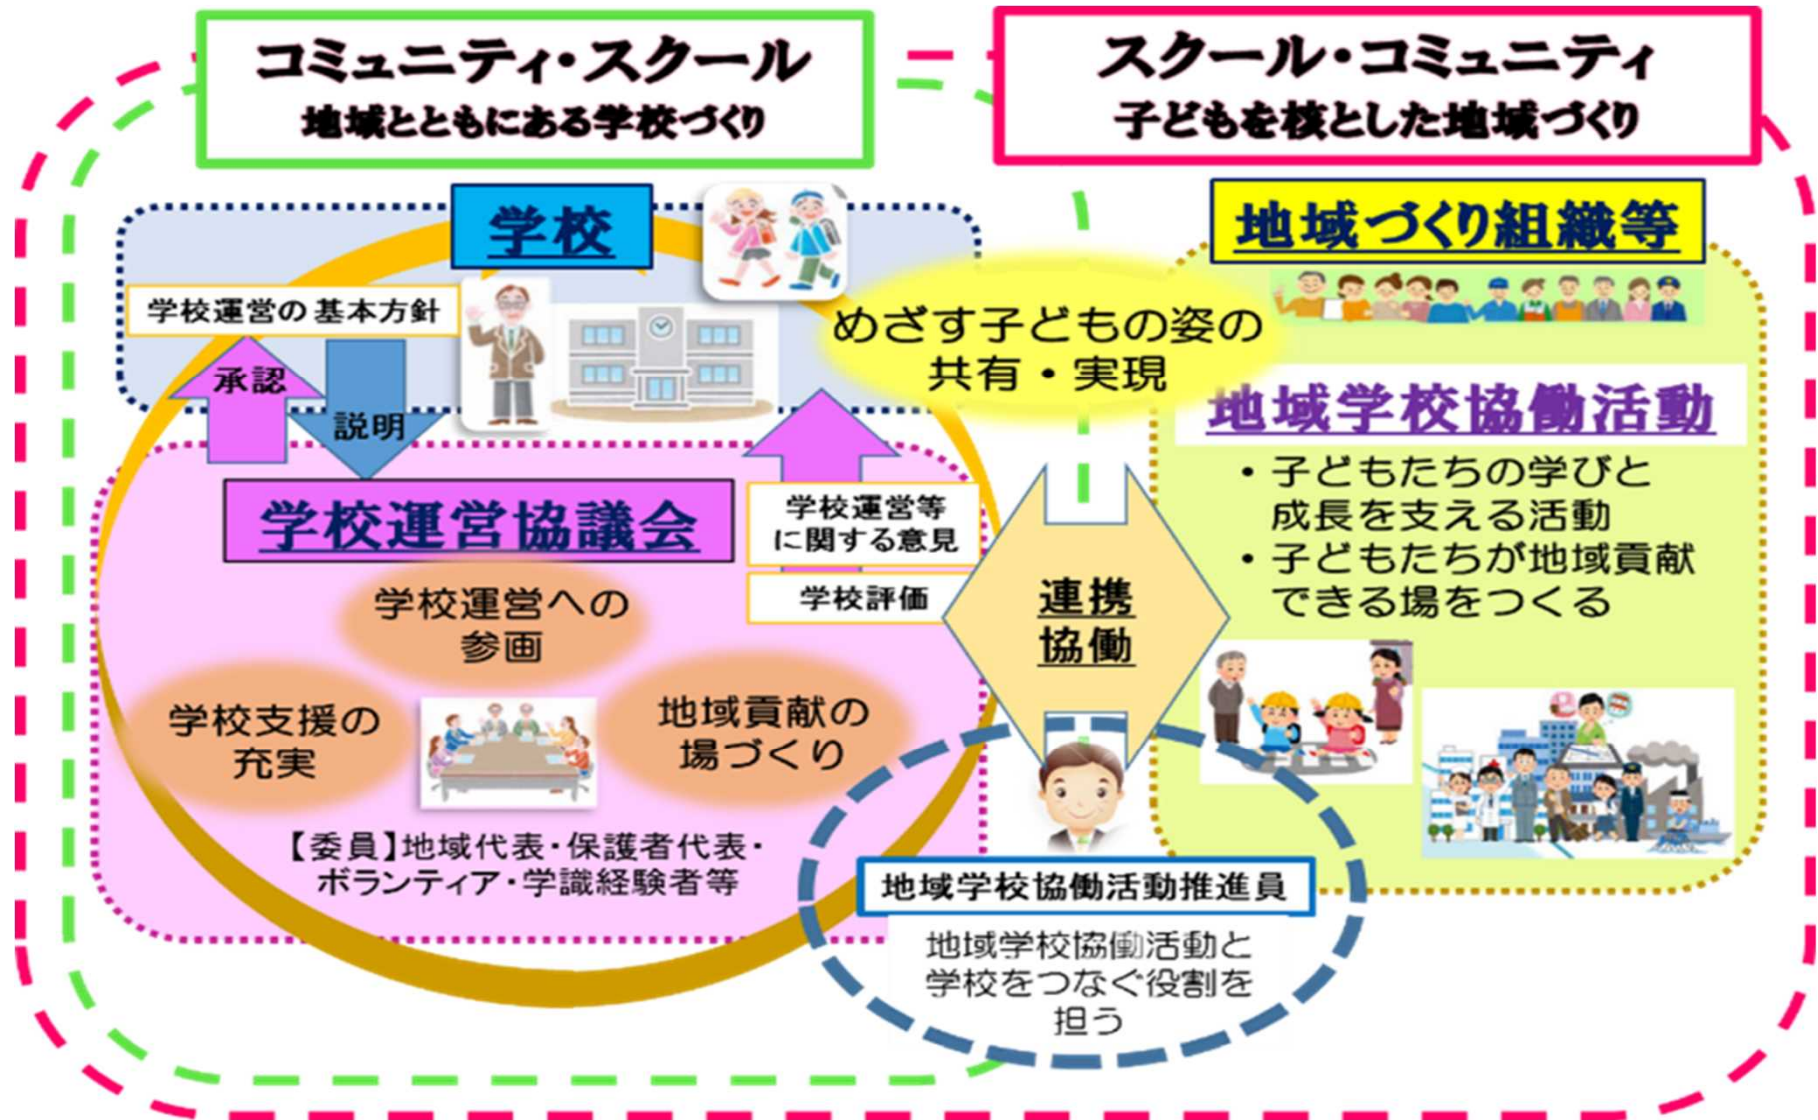 コミュニティ・スクール
地域とともにある学校づくり
スクール・コミュニティ
子どもを核とした地域づくり
学校
地域づくり組織等
学校運営の基本方針
めざす子どもの姿の
共有・実現
承認
説明
地域学校協働活動
・子どもたちの学びと
成長を支える活動
・子どもたちが地域貢献
できる場をつくる
学校運営協議会
学校運営等
に関する意見
学校評価
連携
協働
学校運営への
参画
学校支援の
充実
地域貢献の
場づくり
【委員】地域代表・保護者代表・
ボランティア・学識経験者等
地域学校協働活動推進員
地域学校協働活動と
学校をつなぐ役割を
担う